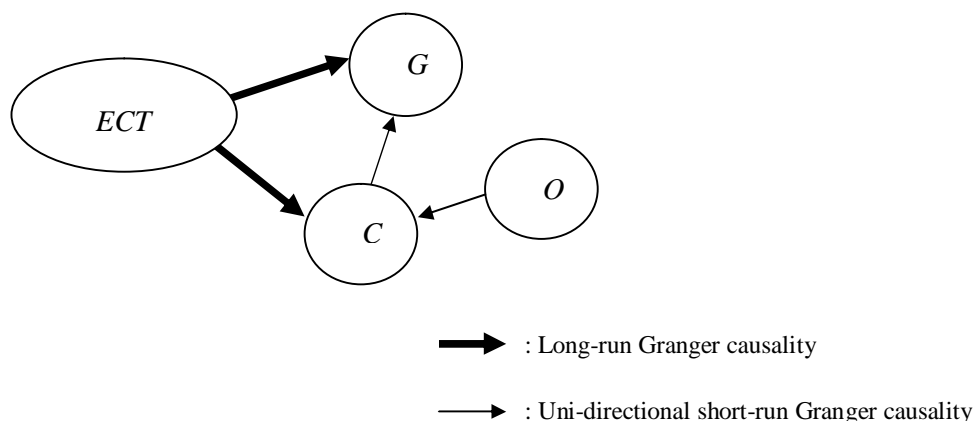 G
ECT
O
C
: Long-run Granger causality
: Uni-directional short-run Granger causality